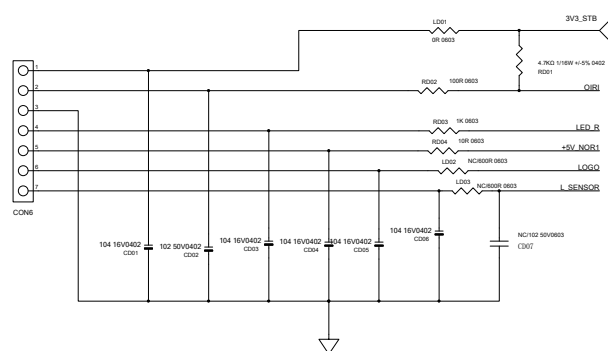 3V3_STB
LD01
0R 0603
4.7KΩ 1/16W +/-5% 0402
RD01
1
2
RD02 100R 0603
OIRI
3
4
RD03 1K 0603
LED_R
5
RD04 10R 0603
+5V_NOR1
6
LD02 NC/600R 0603
LOGO
7
LD03 NC/600R 0603
L_SENSOR
CON6
104 16V0402
CD01
102 50V0402
CD02
104 16V0402
CD03
104 16V0402
CD04
104 16V0402
CD05
104 16V0402
CD06
NC/102 50V0603
CD07